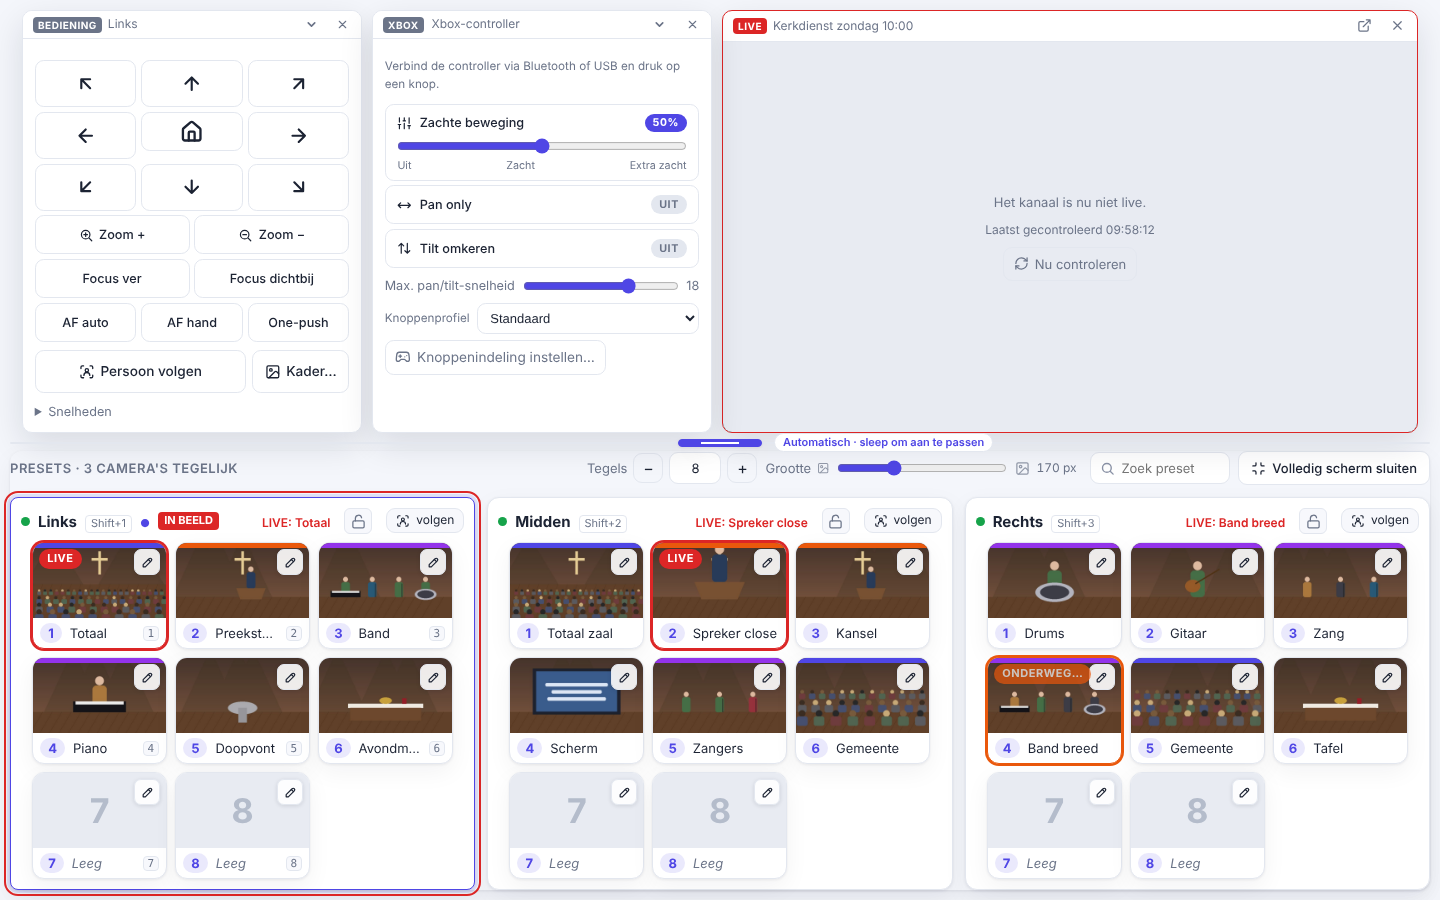 BEDIENING Links
Zoom +
Zoom −
Focus ver
Focus dichtbij
AF auto
AF hand
One-push
Persoon volgen
Kader...
Snelheden
XBOX Xbox-controller
Verbind de controller via Bluetooth of USB en druk op
een knop.
Zachte beweging 50%
Uit Zacht Extra zacht
Pan only UIT
Tilt omkeren UIT
Max. pan/tilt-snelheid 18
Knoppenprofiel Standaard
Knoppenindeling instellen...
LIVE Kerkdienst zondag 10:00
Het kanaal is nu niet live.
Laatst gecontroleerd 09:58:12
Nu controleren
Automatisch · sleep om aan te passen
PRESETS · 3 CAMERA'S TEGELIJK
Tegels − 8 + Grootte 170 px
Zoek preset
Volledig scherm sluiten
Links Shift+1 IN BEELD LIVE: Totaal volgen
LIVE
1 Totaal 1
2 Preekst... 2
3 Band 3
4 Piano 4
5 Doopvont 5
6 Avondm... 6
7
7 Leeg 7
8
8 Leeg 8
Midden Shift+2 LIVE: Spreker close volgen
1 Totaal zaal
LIVE
2 Spreker close
3 Kansel
4 Scherm
5 Zangers
6 Gemeente
7
7 Leeg
8
8 Leeg
Rechts Shift+3 LIVE: Band breed volgen
1 Drums
2 Gitaar
3 Zang
ONDERWEG...
4 Band breed
5 Gemeente
6 Tafel
7
7 Leeg
8
8 Leeg